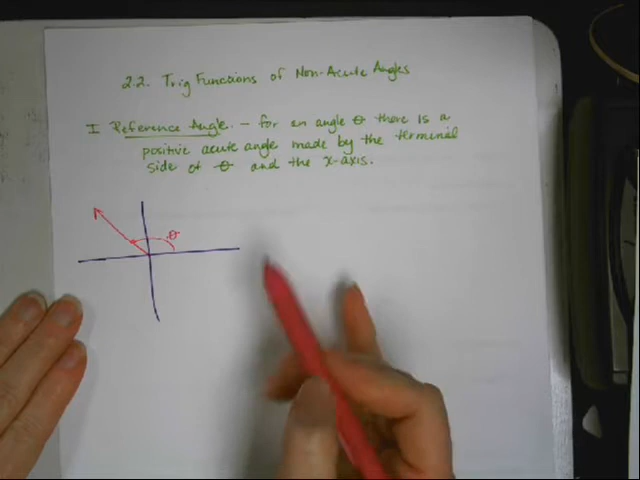 2.2. Trig Functions of Non-Acute Angles
I Reference Angle - for an angle θ there is a
positive acute angle made by the terminal
side of θ and the x-axis.
θ